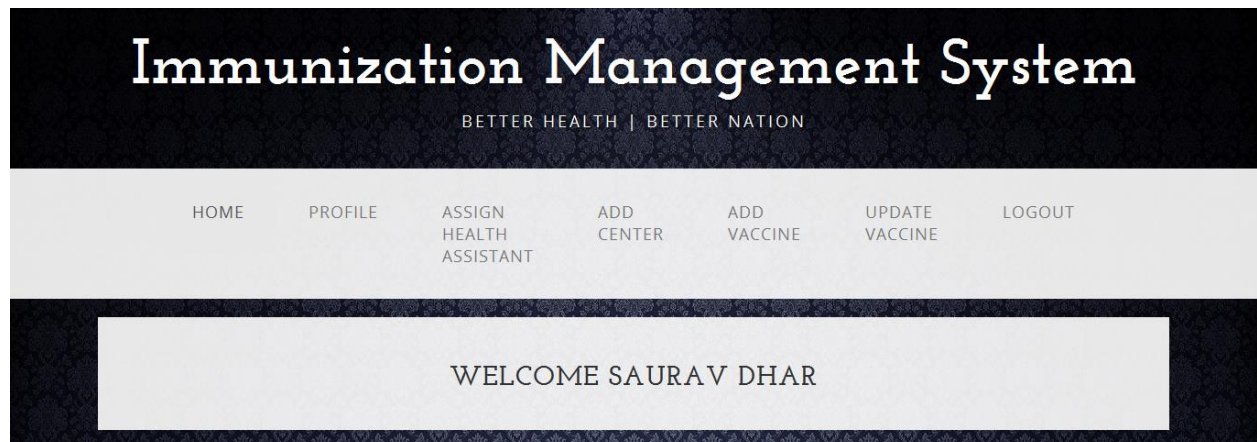 Immunization Management System
BETTER HEALTH | BETTER NATION
HOME
PROFILE
ASSIGN
HEALTH
ASSISTANT
ADD
CENTER
ADD
VACCINE
UPDATE
VACCINE
LOGOUT
WELCOME SAURAV DHAR